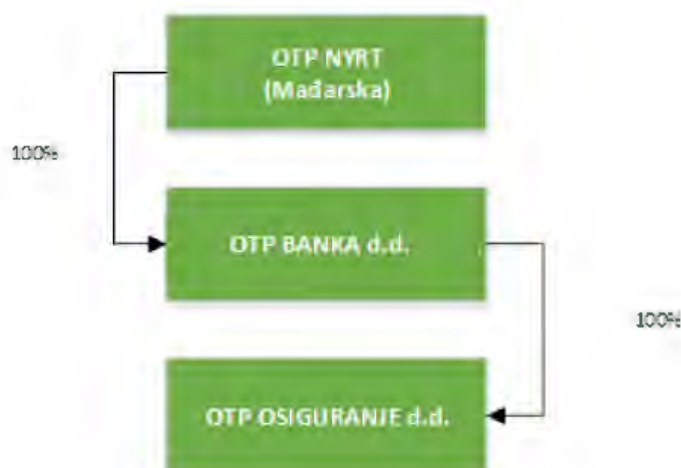 OTP NYRT
(Mađarska)
100%
OTP BANKA d.d.
100%
OTP OSIGURANJE d.d.